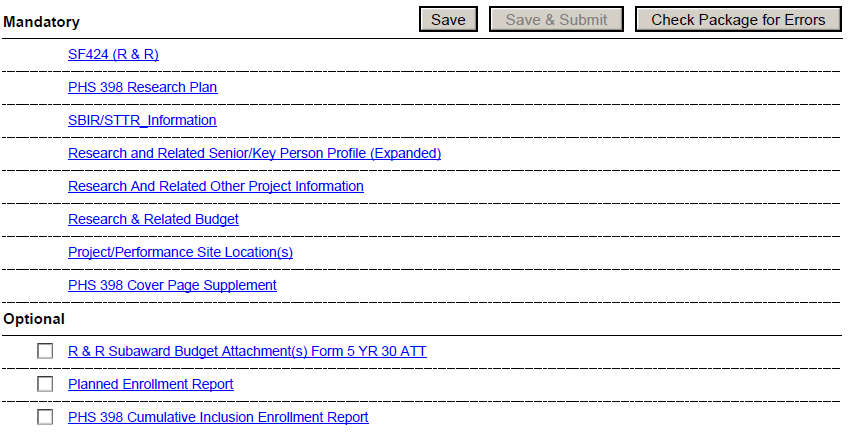 Mandatory Save Save & Submit Check Package for Errors
SF424 (R & R)
PHS 398 Research Plan
SBIR/STTR_Information
Research and Related Senior/Key Person Profile (Expanded)
Research And Related Other Project Information
Research & Related Budget
Project/Performance Site Location(s)
PHS 398 Cover Page Supplement
Optional
R & R Subaward Budget Attachment(s) Form 5 YR 30 ATT
Planned Enrollment Report
PHS 398 Cumulative Inclusion Enrollment Report